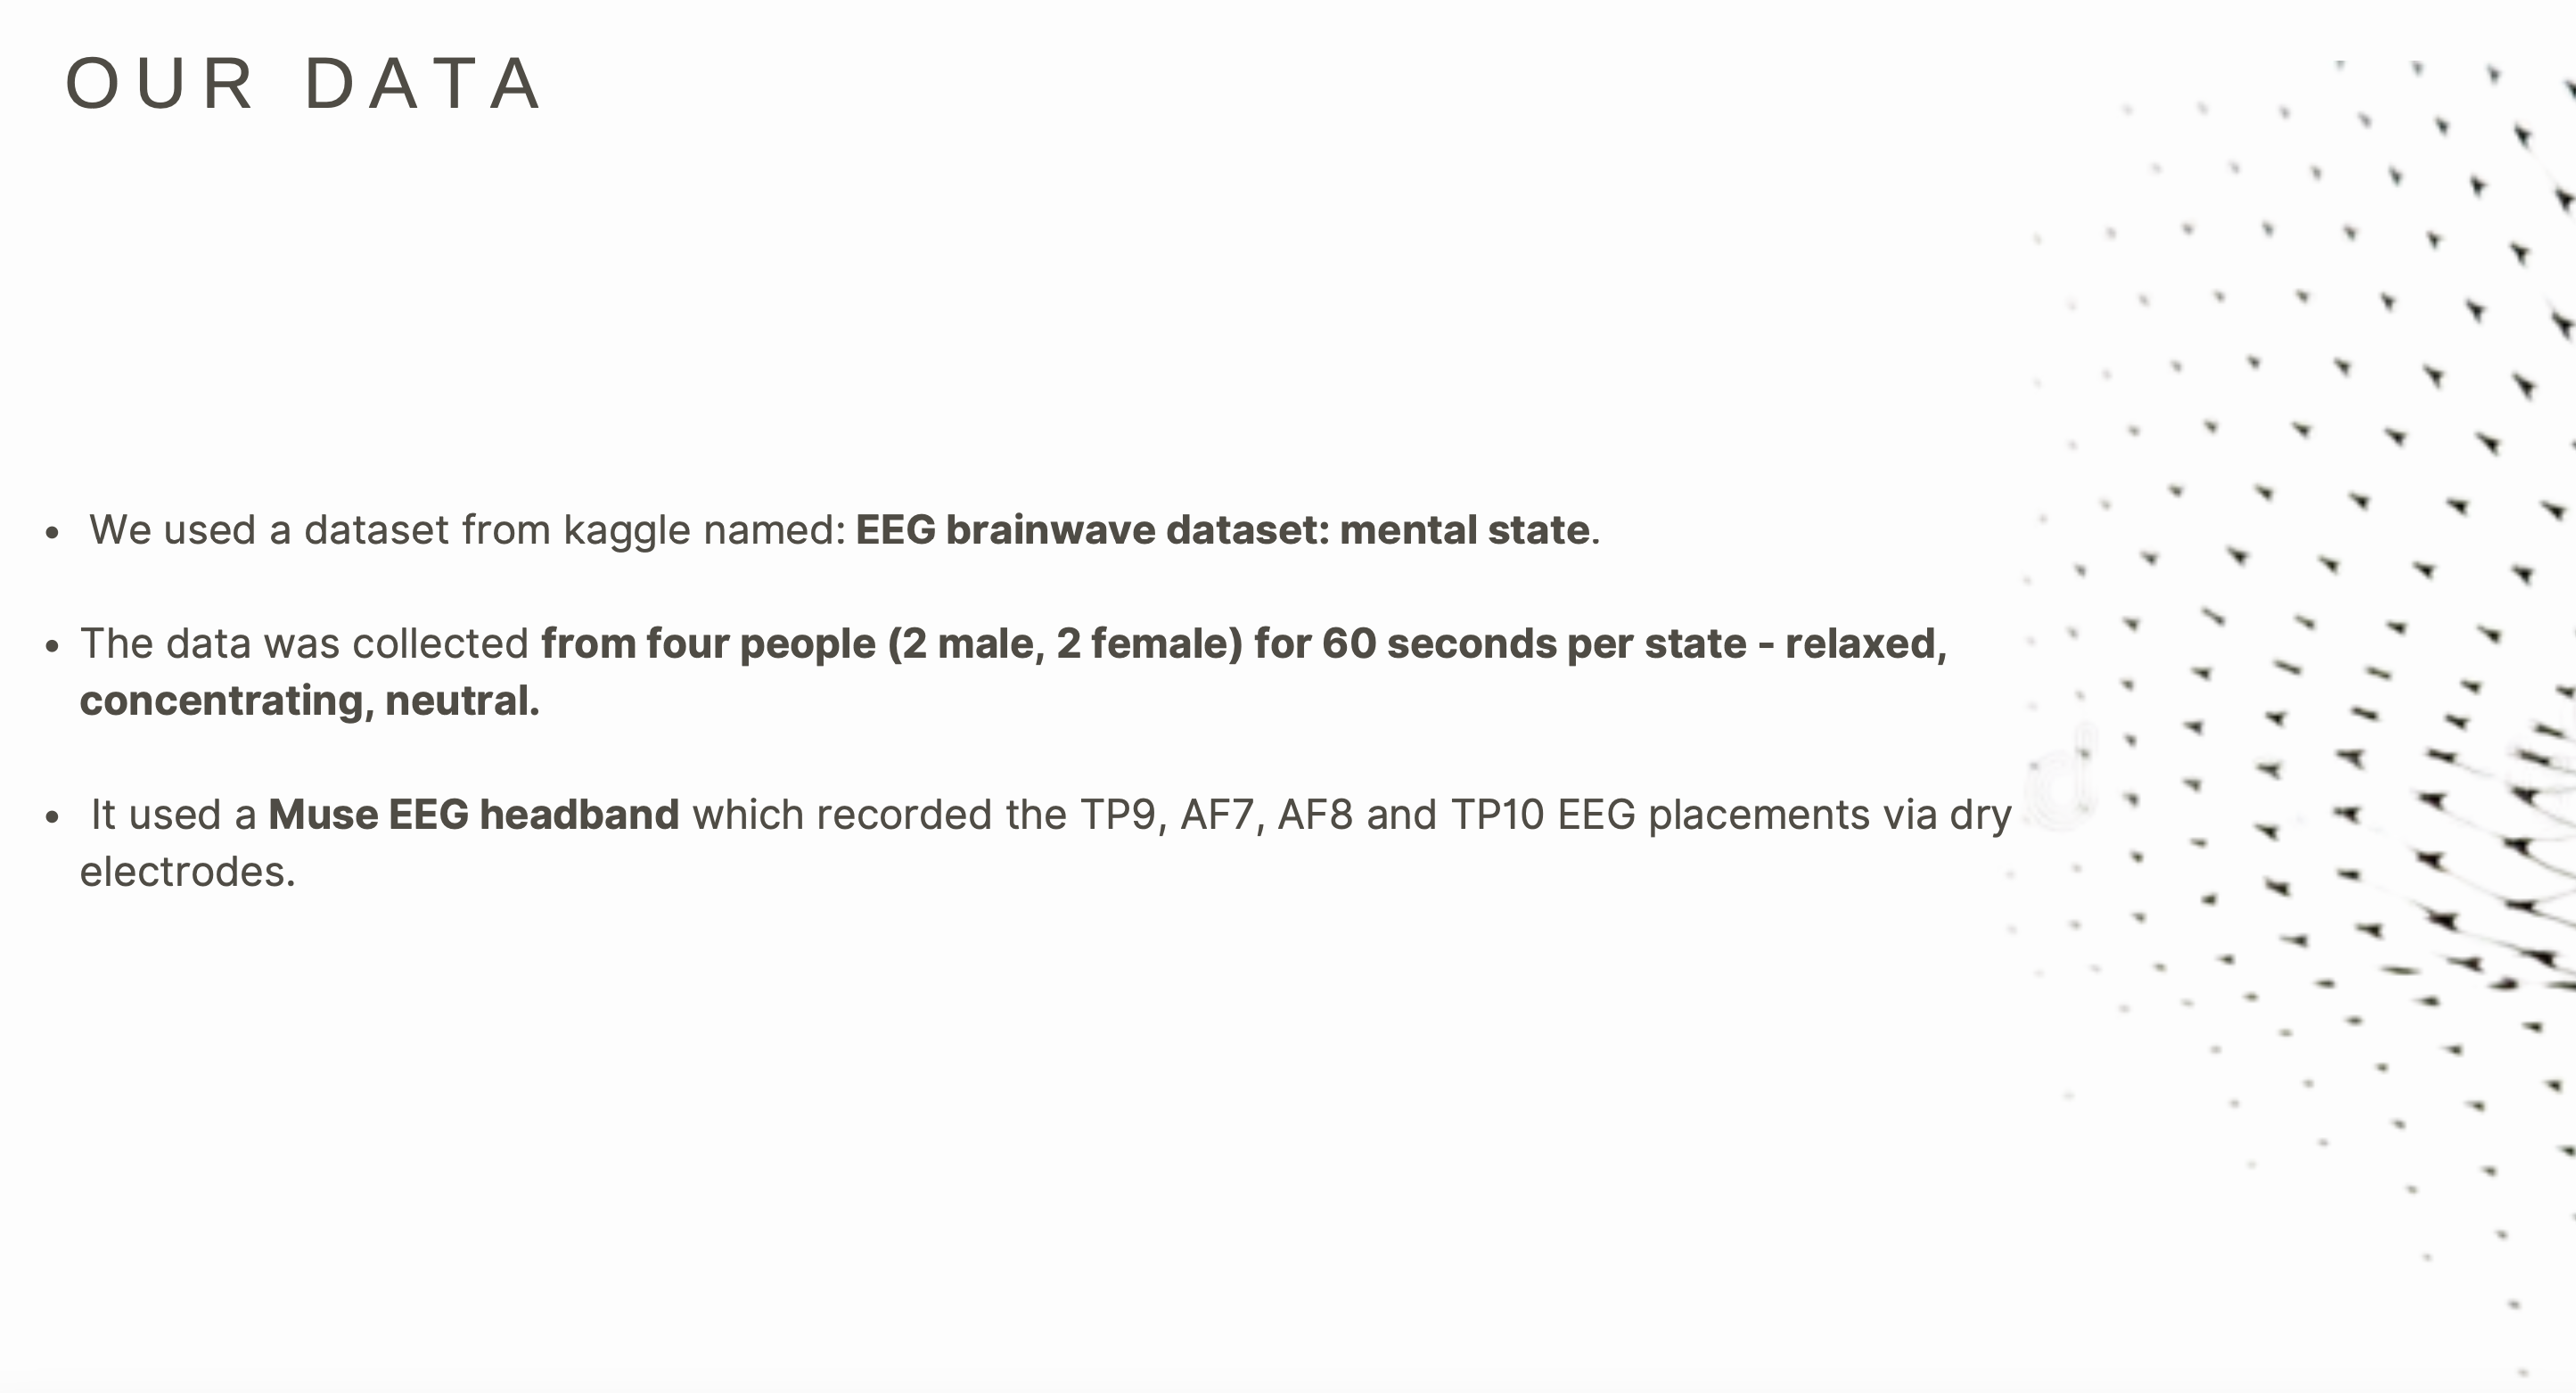 OUR DATA
• We used a dataset from kaggle named: EEG brainwave dataset: mental state.
• The data was collected from four people (2 male, 2 female) for 60 seconds per state - relaxed,
concentrating, neutral.
• It used a Muse EEG headband which recorded the TP9, AF7, AF8 and TP10 EEG placements via dry
electrodes.